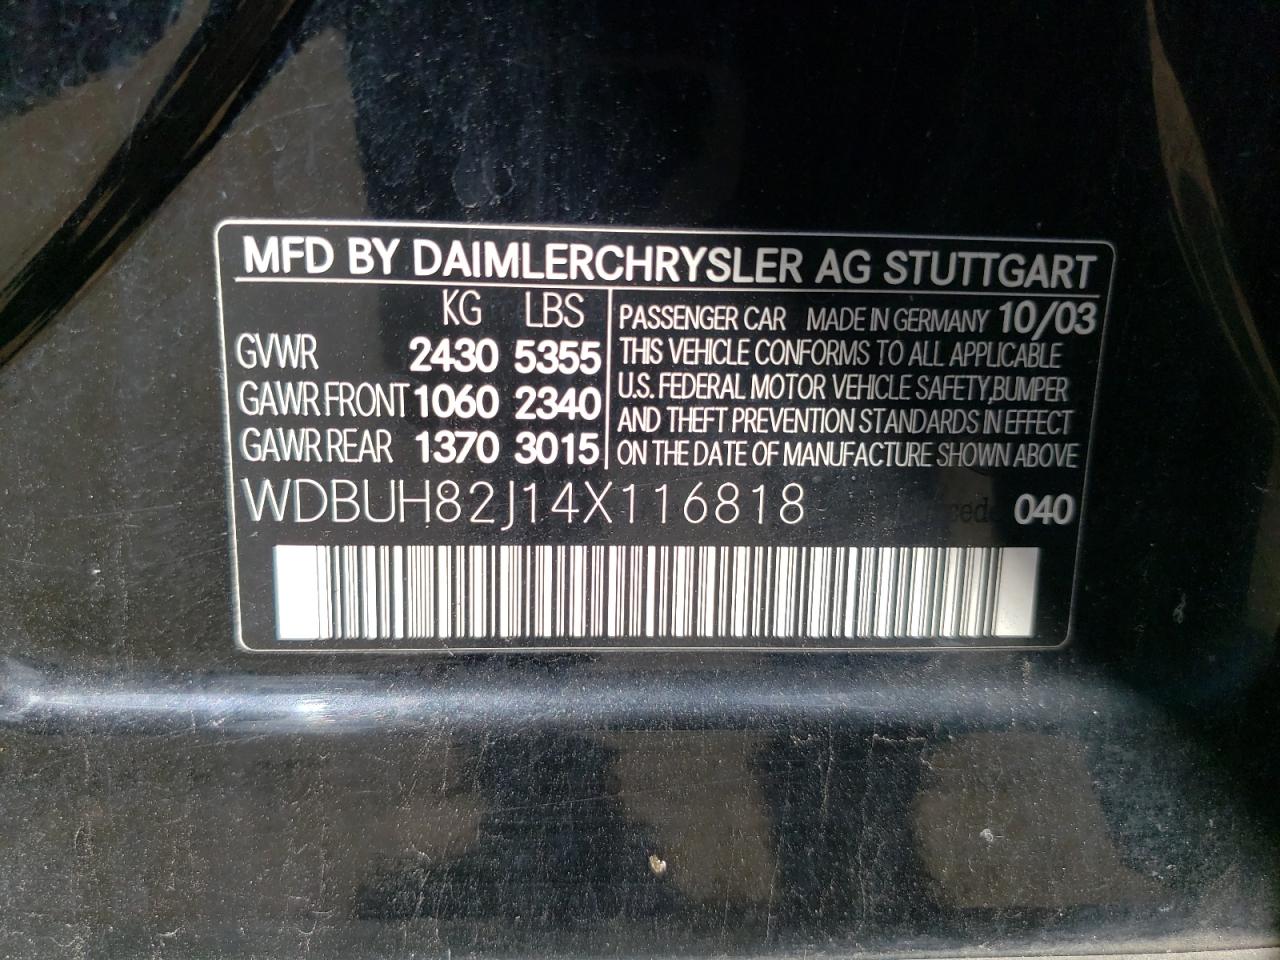 MFD BY DAIMLERCHRYSLER AG STUTTGART
KG LBS
GVWR 2430 5355
GAWR FRONT 1060 2340
GAWR REAR 1370 3015
PASSENGER CAR MADE IN GERMANY 10/03
THIS VEHICLE CONFORMS TO ALL APPLICABLE
U.S. FEDERAL MOTOR VEHICLE SAFETY,BUMPER
AND THEFT PREVENTION STANDARDS IN EFFECT
ON THE DATE OF MANUFACTURE SHOWN ABOVE
WDBUH82J14X116818 040